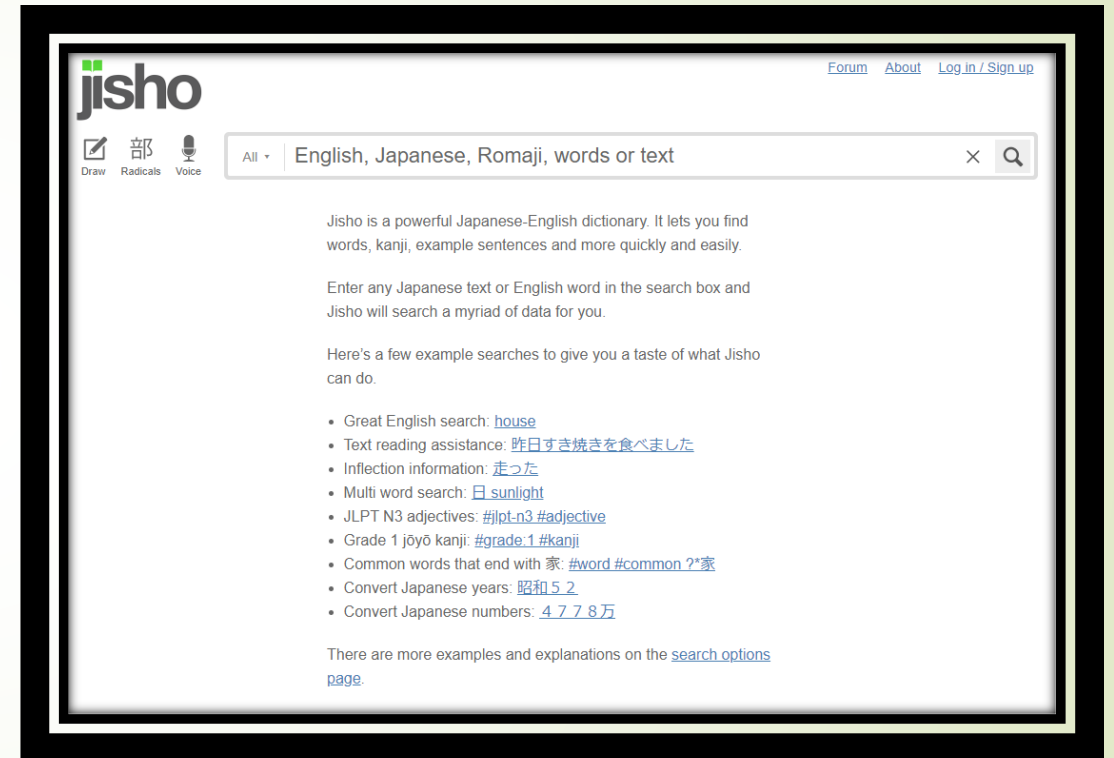 jisho
Forum About Log in / Sign up
部
Draw Radicals Voice
All English, Japanese, Romaji, words or text
Jisho is a powerful Japanese-English dictionary. It lets you find
words, kanji, example sentences and more quickly and easily.
Enter any Japanese text or English word in the search box and
Jisho will search a myriad of data for you.
Here's a few example searches to give you a taste of what Jisho
can do.
• Great English search: house
• Text reading assistance: 昨日すき焼きを食べました
• Inflection information: 走った
• Multi word search: 日 sunlight
• JLPT N3 adjectives: #jlpt-n3 #adjective
• Grade 1 jōyō kanji: #grade:1 #kanji
• Common words that end with 家: #word #common ?*家
• Convert Japanese years: 昭和５２
• Convert Japanese numbers: ４７７８万
There are more examples and explanations on the search options
page.